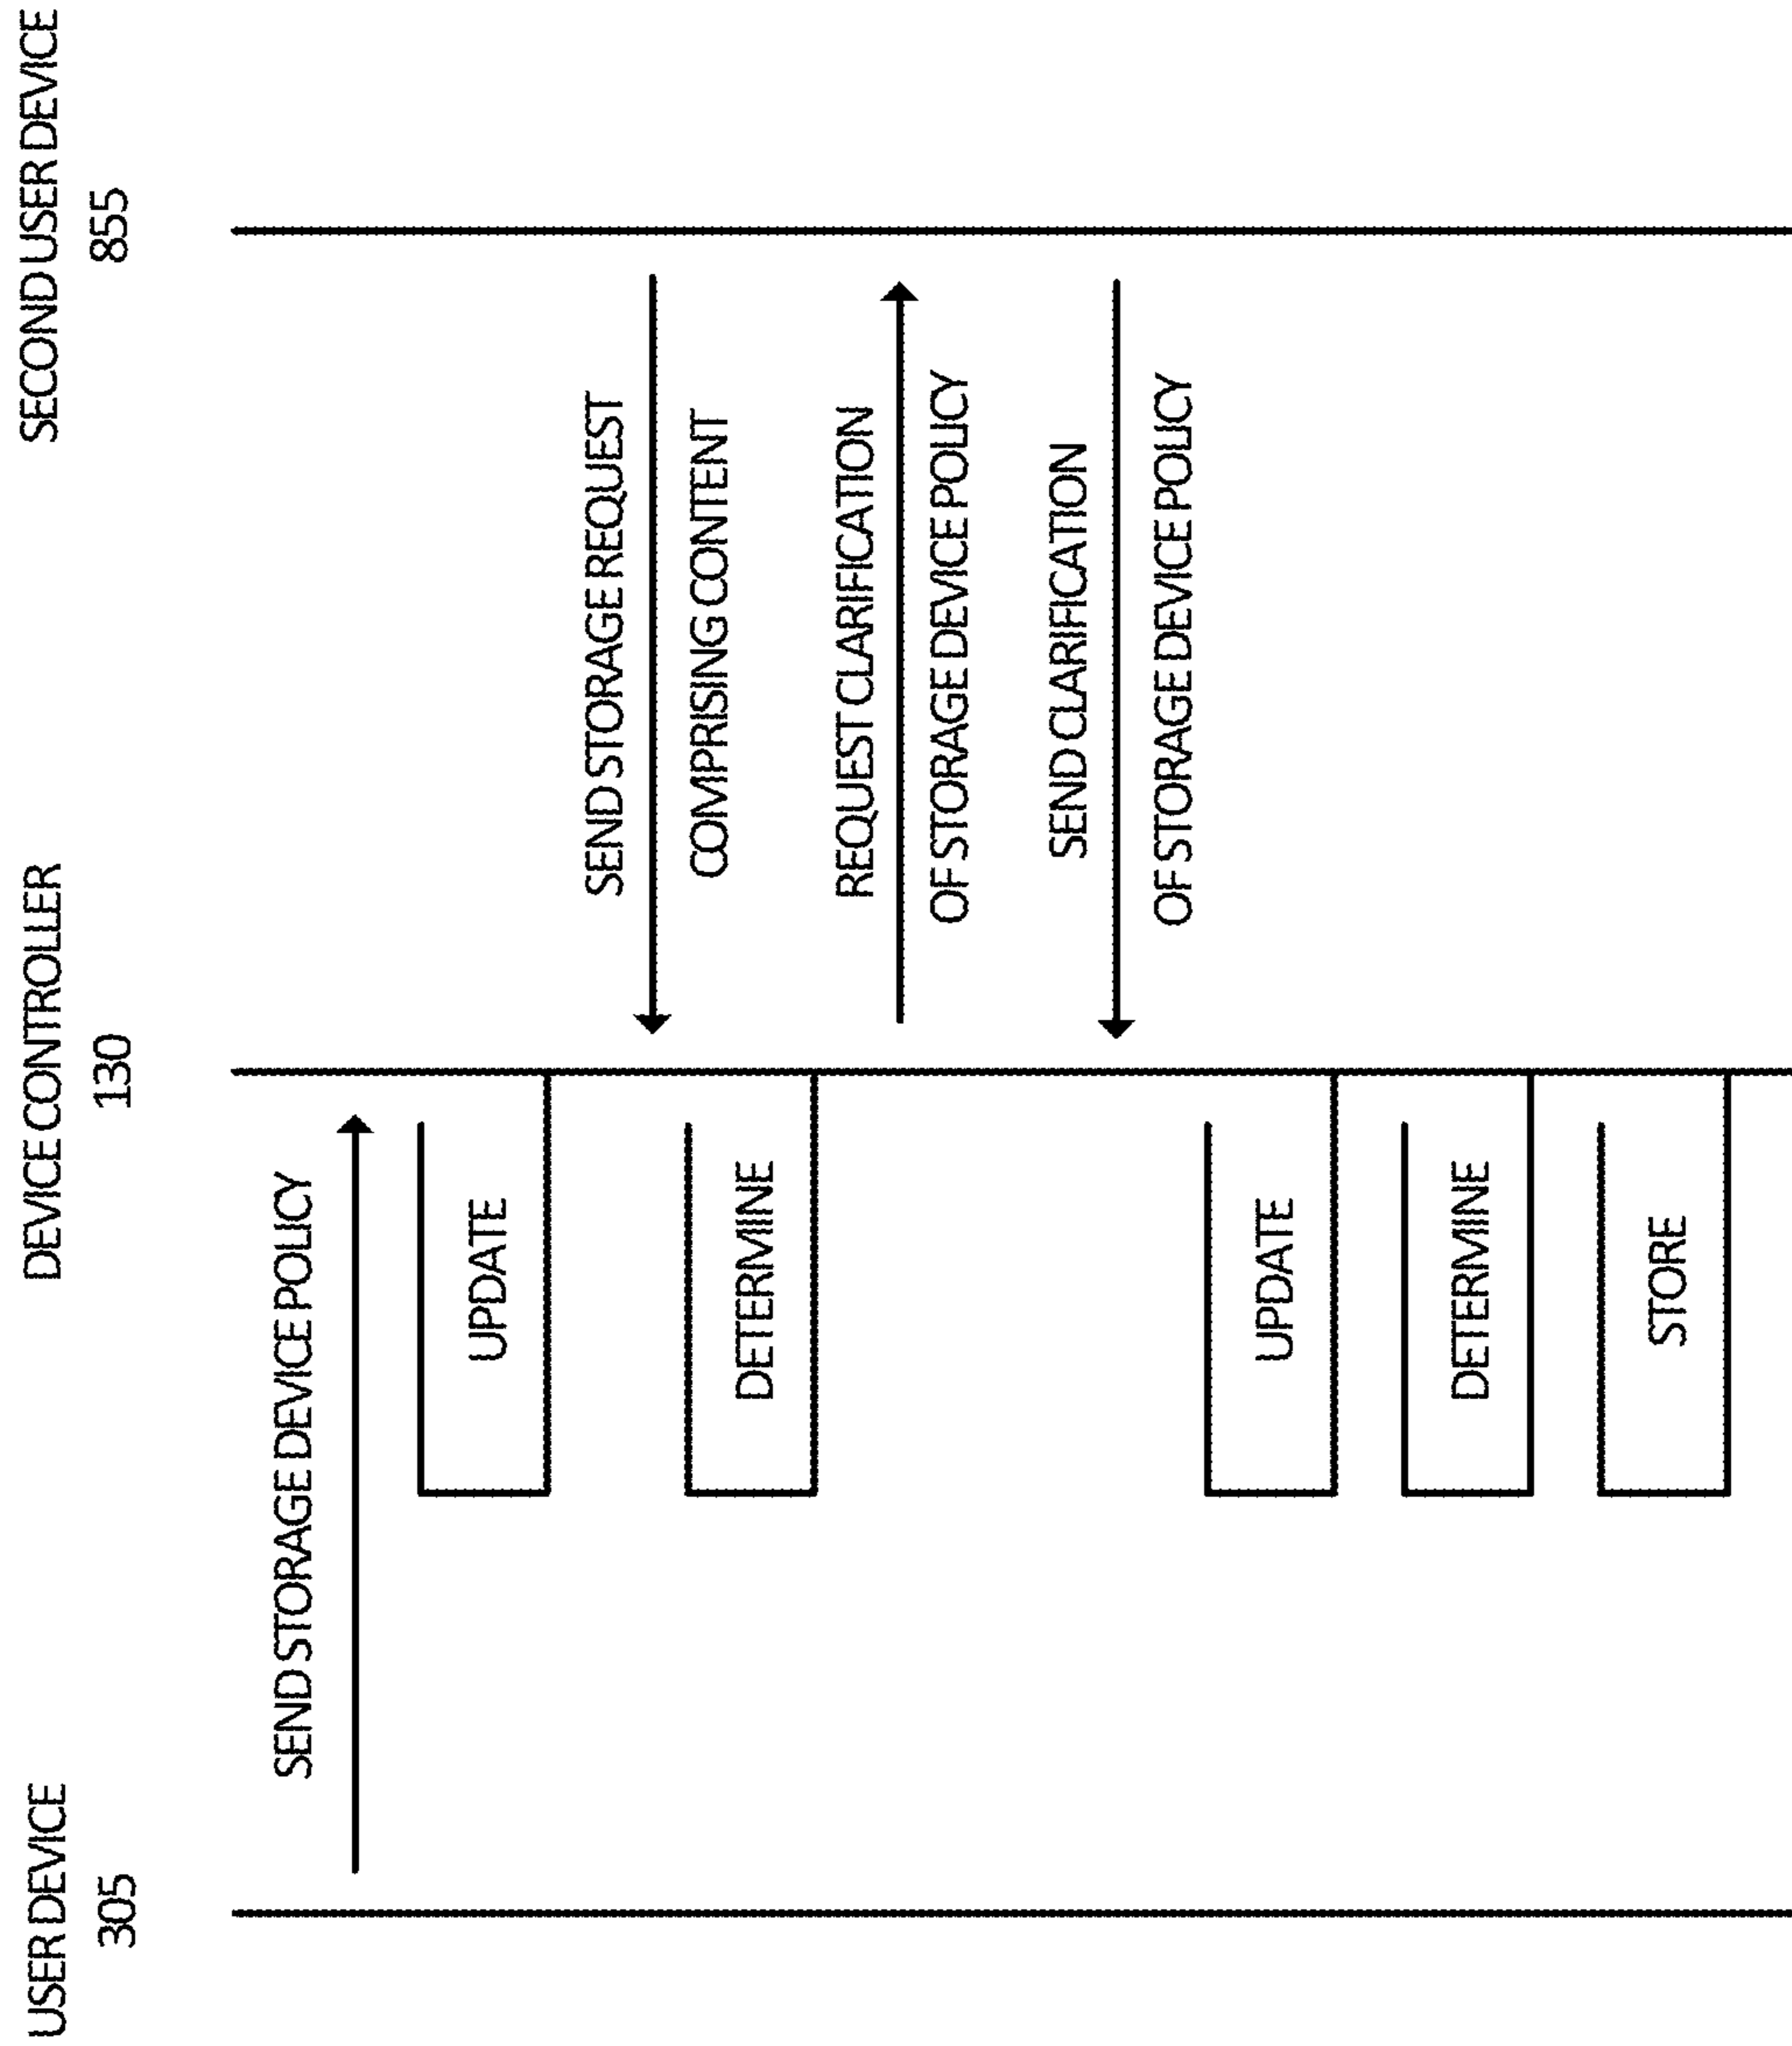 USER DEVICE
305
DEVICE CONTROLLER
130
SECOND USER DEVICE
855
SEND STORAGE DEVICE POLICY
UPDATE
SEND STORAGE REQUEST
COMPRISING CONTENT
DETERMINE
REQUEST CLARIFICATION
OF STORAGE DEVICE POLICY
SEND CLARIFICATION
OF STORAGE DEVICE POLICY
UPDATE
DETERMINE
STORE